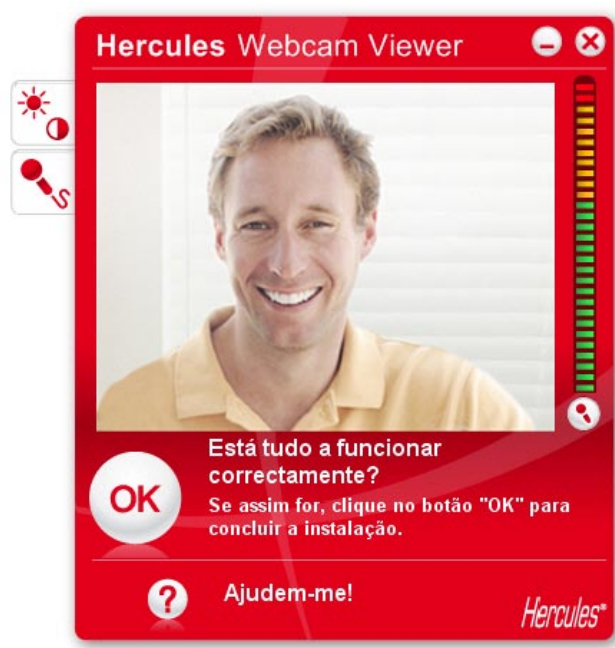 Hercules Webcam Viewer
Está tudo a funcionar
correctamente?
OK
Se assim for, clique no botão "OK" para
concluir a instalação.
?
Ajudem-me!
Hercules®